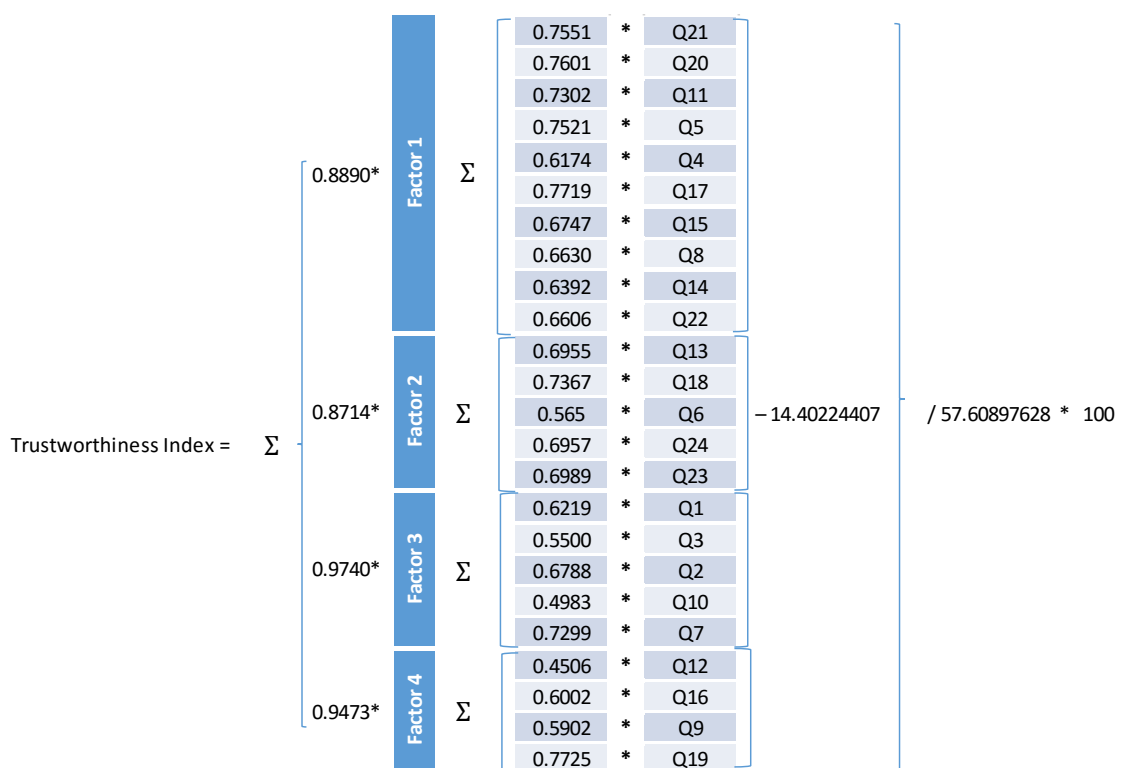 0.7551 * Q21
0.7601 * Q20
0.7302 * Q11
0.7521 * Q5
0.8890* Factor 1 Σ 0.6174 * Q4
0.7719 * Q17
0.6747 * Q15
0.6630 * Q8
0.6392 * Q14
0.6606 * Q22
0.6955 * Q13
0.7367 * Q18
0.8714* Factor 2 Σ 0.565 * Q6 – 14.40224407 / 57.60897628 * 100
Trustworthiness Index = Σ 0.6957 * Q24
0.6989 * Q23
0.6219 * Q1
0.5500 * Q3
0.9740* Factor 3 Σ 0.6788 * Q2
0.4983 * Q10
0.7299 * Q7
0.4506 * Q12
0.9473* Factor 4 Σ 0.6002 * Q16
0.5902 * Q9
0.7725 * Q19